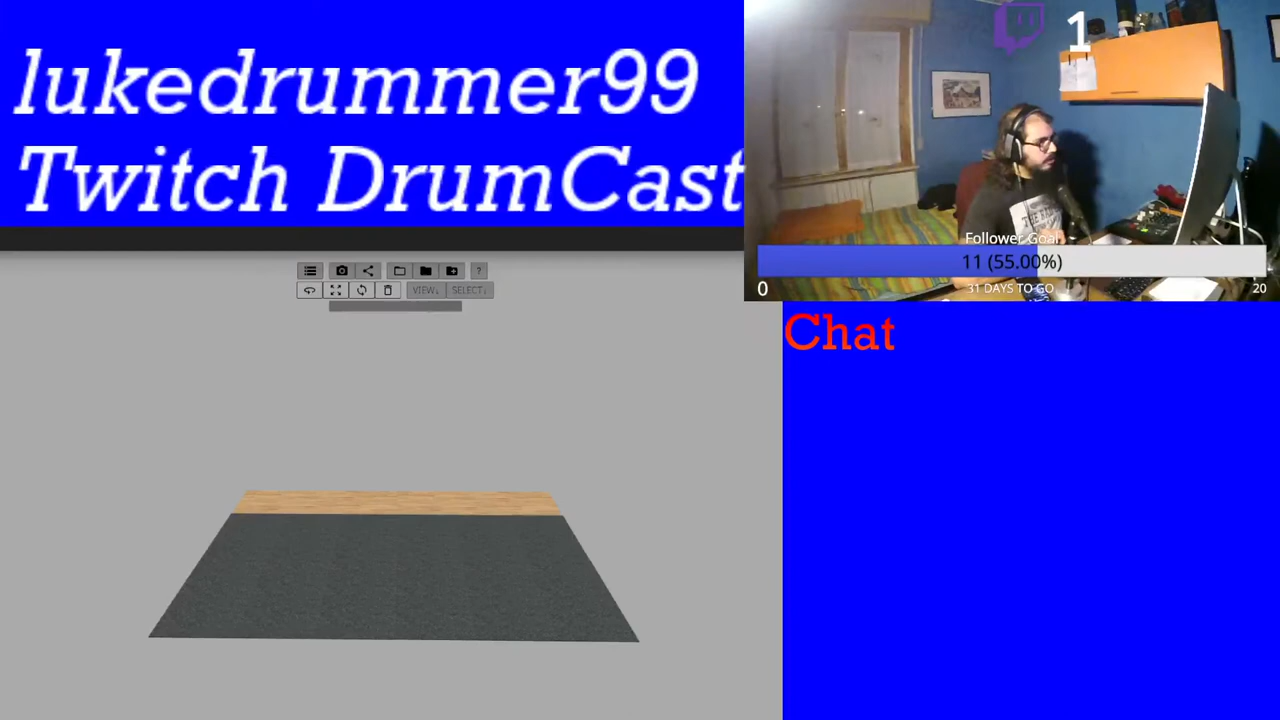 lukedrummer99
Twitch DrumCast
1
Follower Goal
11 (55.00%)
0
31 DAYS TO GO
20
?
VIEW↓
SELECT↓
Chat